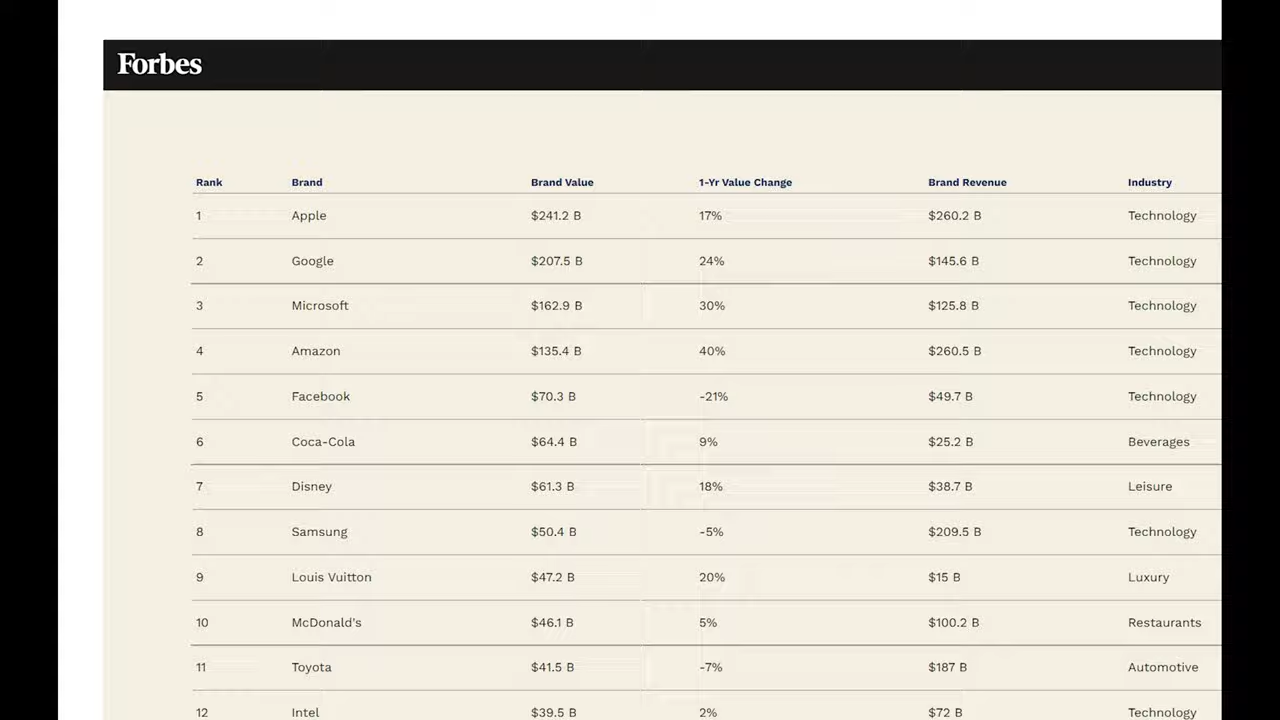 Forbes
Rank Brand Brand Value 1-Yr Value Change Brand Revenue Industry
1 Apple $241.2 B 17% $260.2 B Technology
2 Google $207.5 B 24% $145.6 B Technology
3 Microsoft $162.9 B 30% $125.8 B Technology
4 Amazon $135.4 B 40% $260.5 B Technology
5 Facebook $70.3 B -21% $49.7 B Technology
6 Coca-Cola $64.4 B 9% $25.2 B Beverages
7 Disney $61.3 B 18% $38.7 B Leisure
8 Samsung $50.4 B -5% $209.5 B Technology
9 Louis Vuitton $47.2 B 20% $15 B Luxury
10 McDonald's $46.1 B 5% $100.2 B Restaurants
11 Toyota $41.5 B -7% $187 B Automotive
12 Intel $39.5 B 2% $72 B Technology